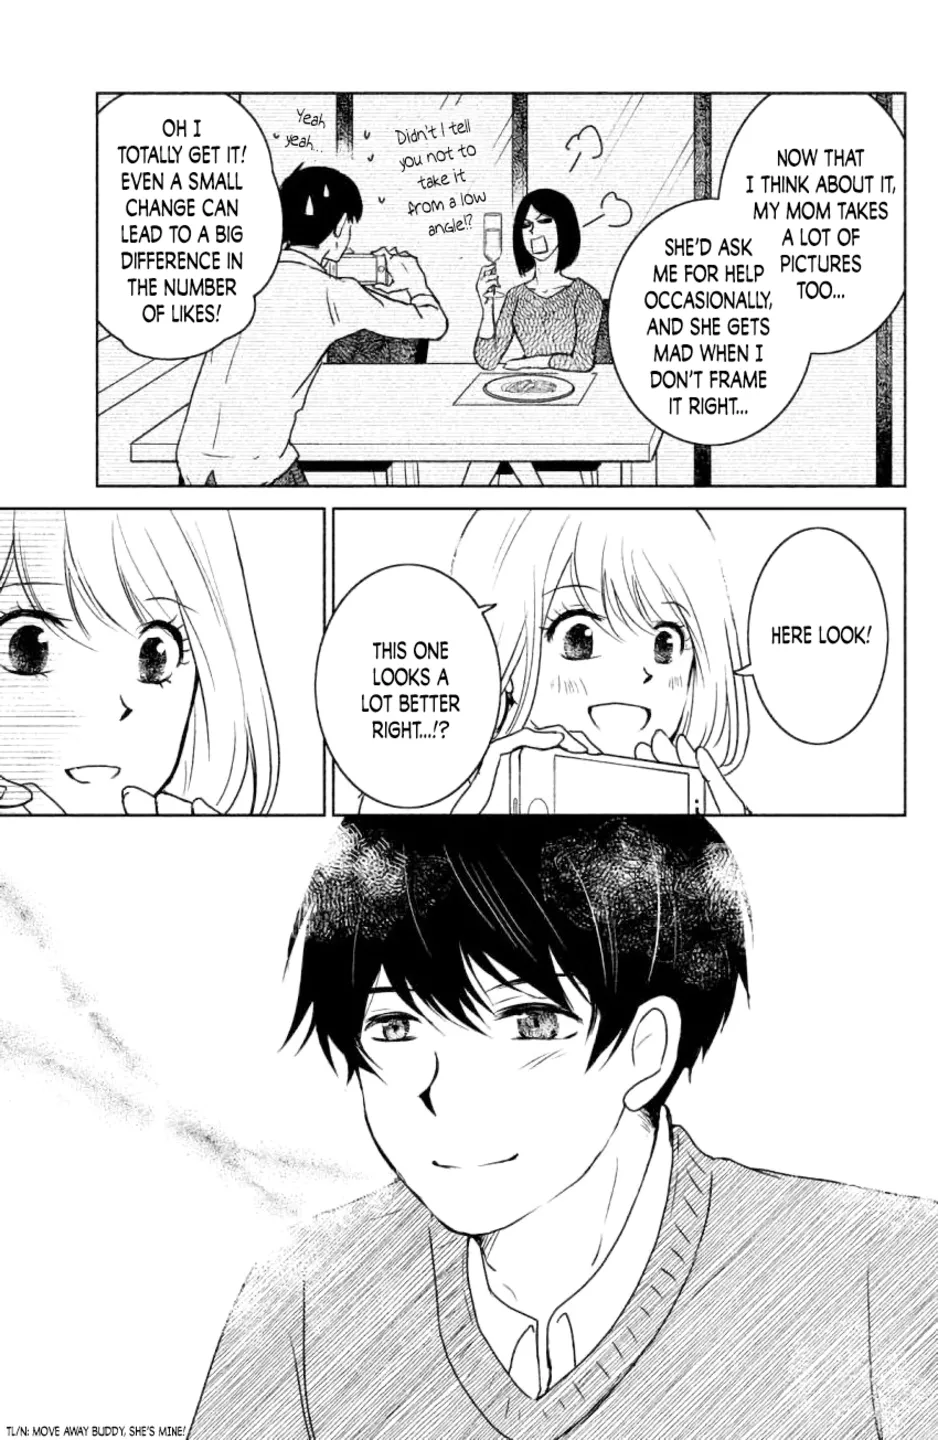 NOW THAT
I THINK ABOUT IT,
MY MOM TAKES
A LOT OF
PICTURES
TOO...
SHE'D ASK
ME FOR HELP
OCCASIONALLY,
AND SHE GETS
MAD WHEN I
DON'T FRAME
IT RIGHT...
Didn't I tell
you not to
take it
from a low
angle!?
Yeah
yeah...
OH I
TOTALLY GET IT!
EVEN A SMALL
CHANGE CAN
LEAD TO A BIG
DIFFERENCE IN
THE NUMBER
OF LIKES!
HERE LOOK!
THIS ONE
LOOKS A
LOT BETTER
RIGHT...!?
TL/N: MOVE AWAY BUDDY, SHE'S MINE!